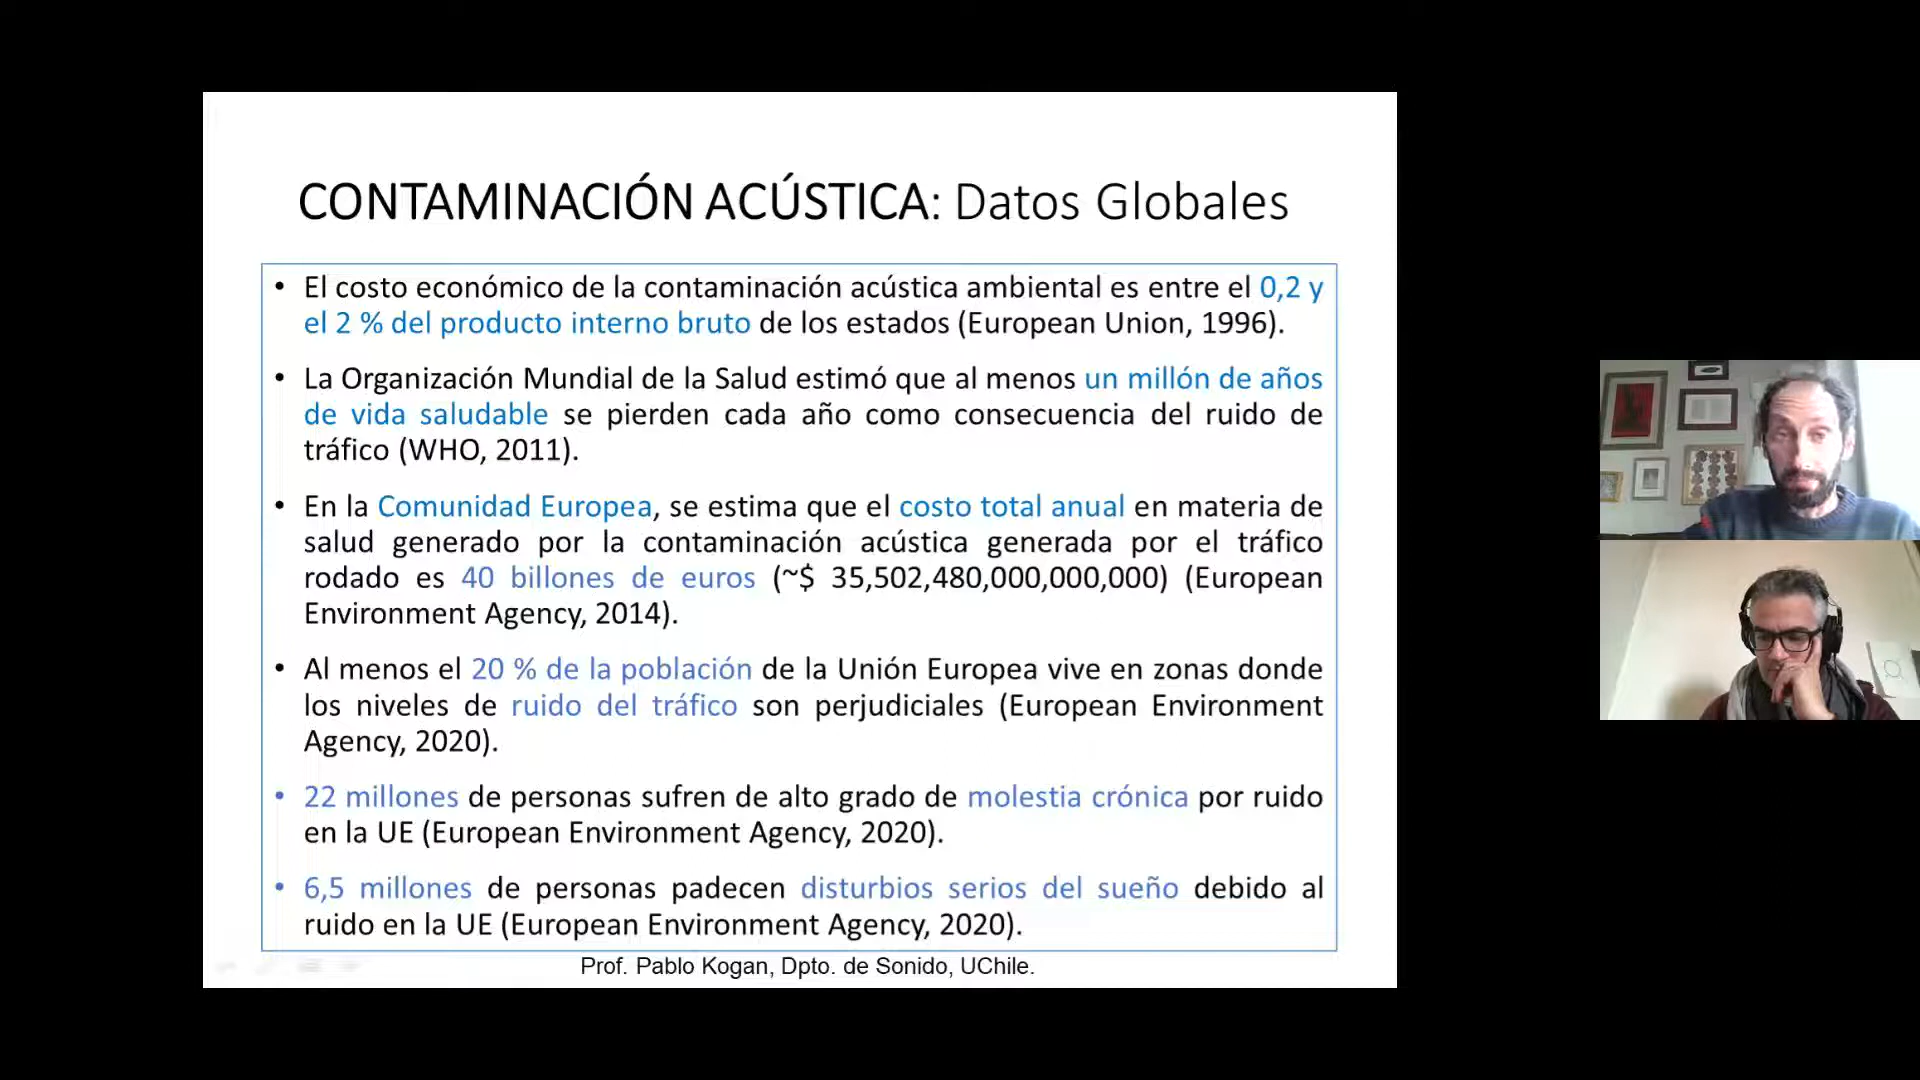 CONTAMINACIÓN ACÚSTICA: Datos Globales
• El costo económico de la contaminación acústica ambiental es entre el 0,2 y
el 2 % del producto interno bruto de los estados (European Union, 1996).
• La Organización Mundial de la Salud estimó que al menos un millón de años
de vida saludable se pierden cada año como consecuencia del ruido de
tráfico (WHO, 2011).
• En la Comunidad Europea, se estima que el costo total anual en materia de
salud generado por la contaminación acústica generada por el tráfico
rodado es 40 billones de euros (~$ 35,502,480,000,000,000) (European
Environment Agency, 2014).
• Al menos el 20 % de la población de la Unión Europea vive en zonas donde
los niveles de ruido del tráfico son perjudiciales (European Environment
Agency, 2020).
• 22 millones de personas sufren de alto grado de molestia crónica por ruido
en la UE (European Environment Agency, 2020).
• 6,5 millones de personas padecen disturbios serios del sueño debido al
ruido en la UE (European Environment Agency, 2020).
Prof. Pablo Kogan, Dpto. de Sonido, UChile.